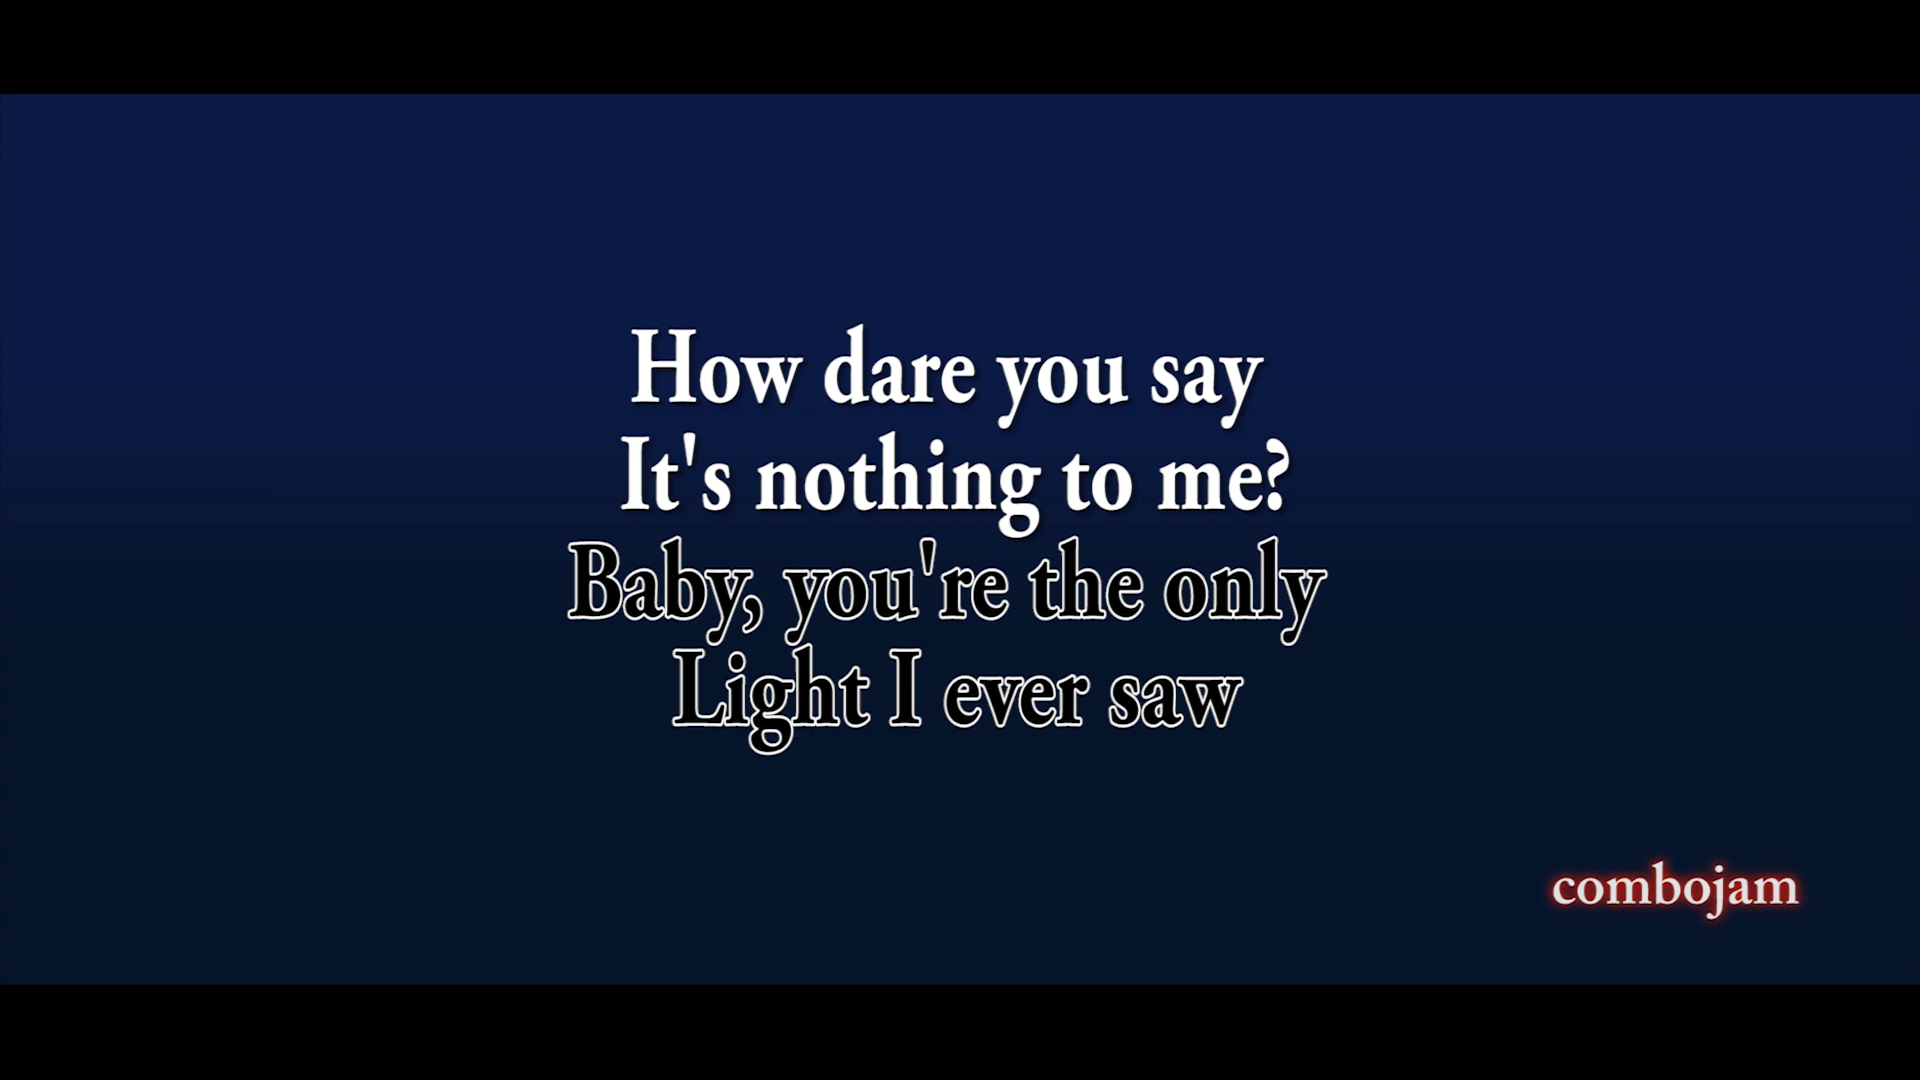 How dare you say
It's nothing to me?
Baby, you're the only
Light I ever saw
combojam